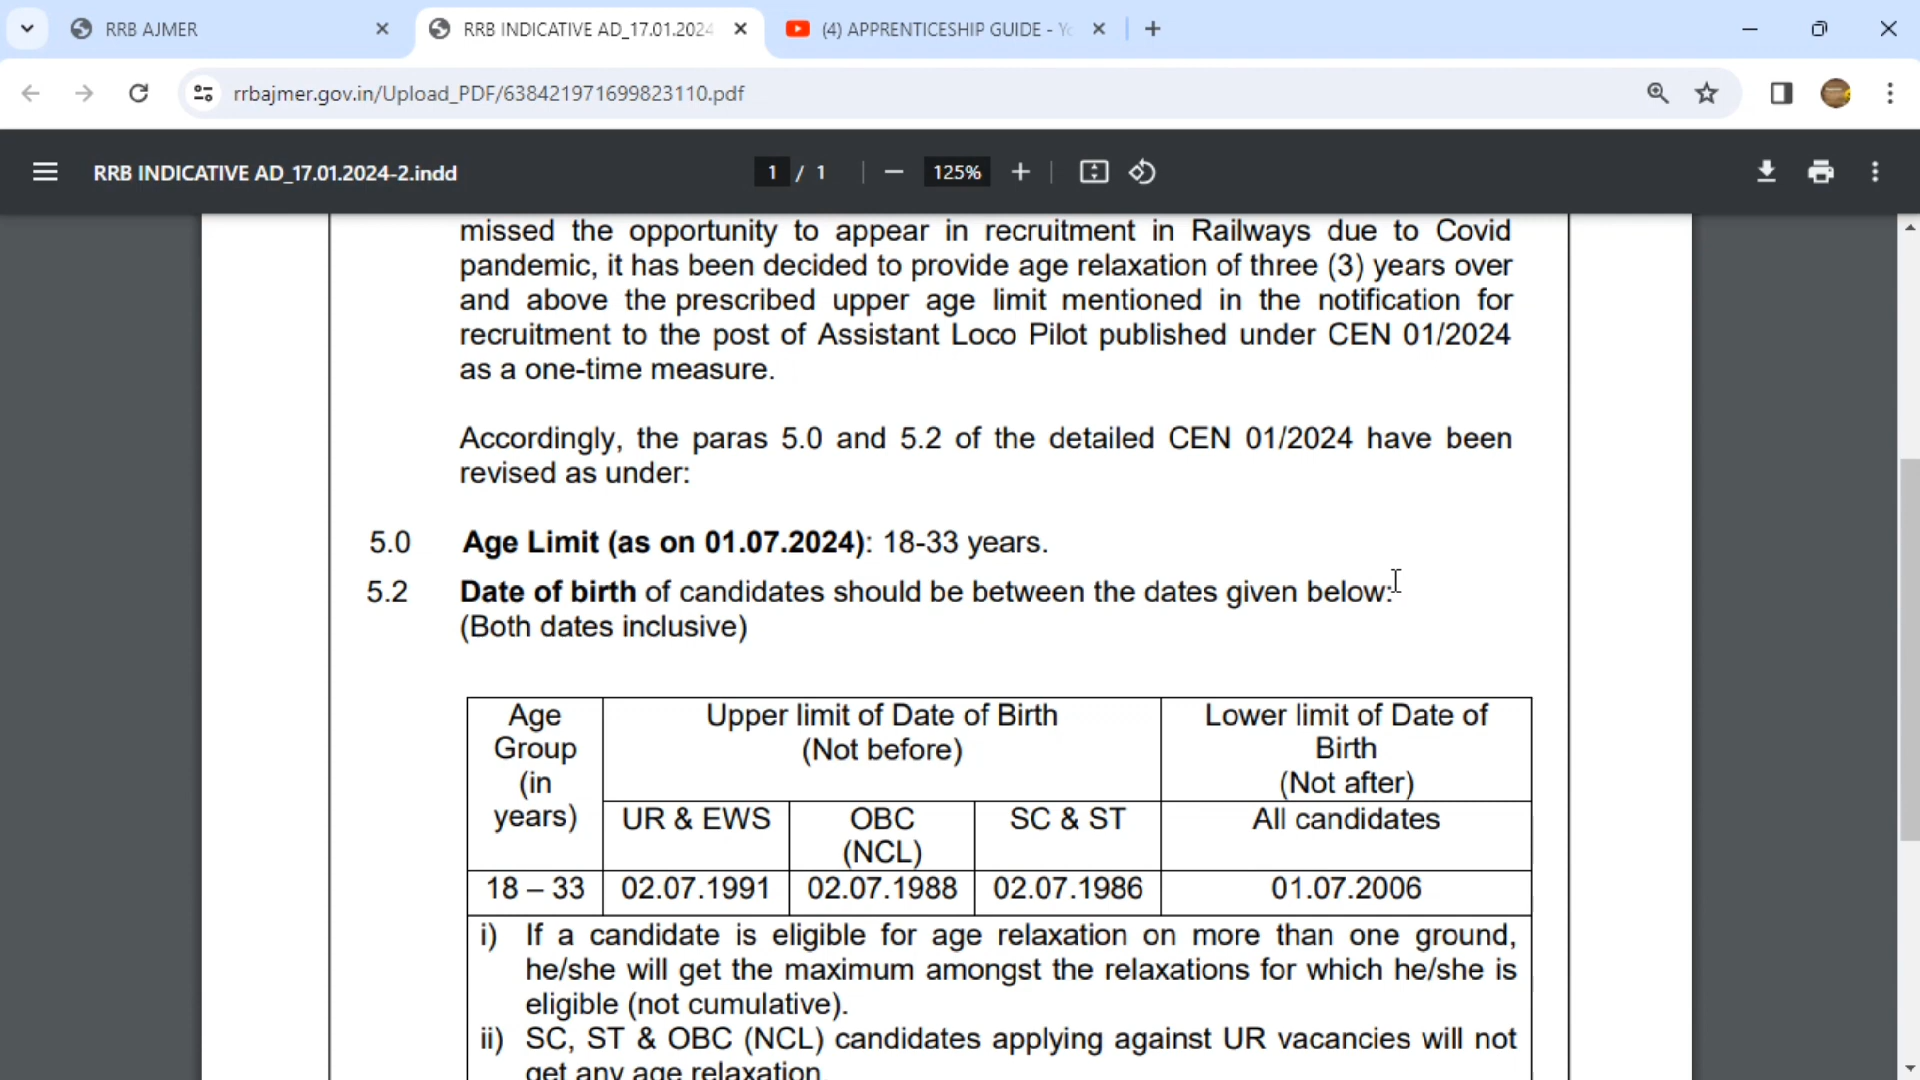 RRB AJMER
RRB INDICATIVE AD_17.01.2024
(4) APPRENTICESHIP GUIDE - Yo
rrbajmer.gov.in/Upload_PDF/638421971699823110.pdf
RRB INDICATIVE AD_17.01.2024-2.indd
1 / 1
125%
missed the opportunity to appear in recruitment in Railways due to Covid
pandemic, it has been decided to provide age relaxation of three (3) years over
and above the prescribed upper age limit mentioned in the notification for
recruitment to the post of Assistant Loco Pilot published under CEN 01/2024
as a one-time measure.
Accordingly, the paras 5.0 and 5.2 of the detailed CEN 01/2024 have been
revised as under:
5.0 Age Limit (as on 01.07.2024): 18-33 years.
5.2 Date of birth of candidates should be between the dates given below:
(Both dates inclusive)
Age Group (in years)
Upper limit of Date of Birth (Not before)
Lower limit of Date of Birth (Not after)
UR & EWS
OBC (NCL)
SC & ST
All candidates
18 – 33 02.07.1991 02.07.1988 02.07.1986 01.07.2006
i) If a candidate is eligible for age relaxation on more than one ground,
he/she will get the maximum amongst the relaxations for which he/she is
eligible (not cumulative).
ii) SC, ST & OBC (NCL) candidates applying against UR vacancies will not
get any age relaxation.